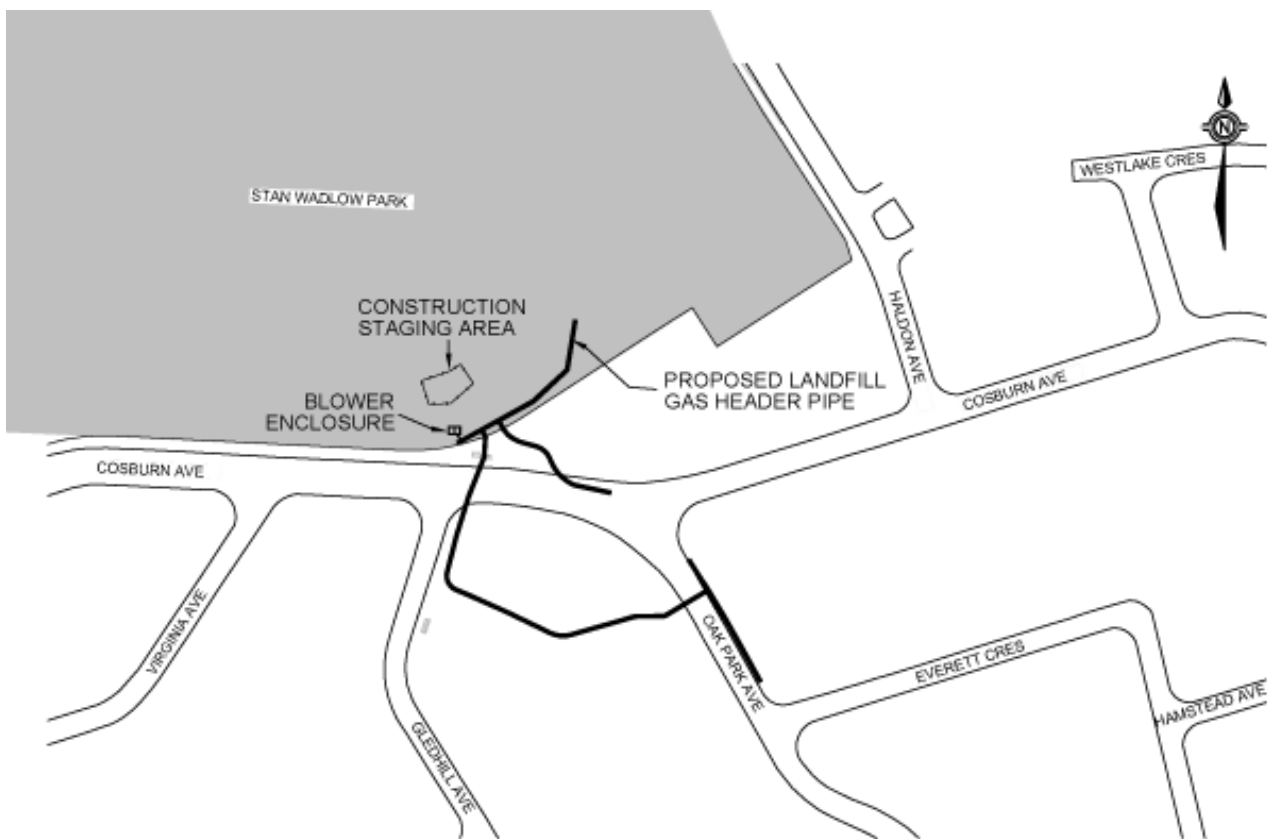 N
WESTLAKE CRES
STAN WADLOW PARK
CONSTRUCTION
STAGING AREA
HALDON AVE
PROPOSED LANDFILL
GAS HEADER PIPE
COSBURN AVE
BLOWER
ENCLOSURE
COSBURN AVE
VIRGINIA AVE
OAK PARK AVE
EVERETT CRES
HAMSTEAD AVE
GLEDHILL AVE